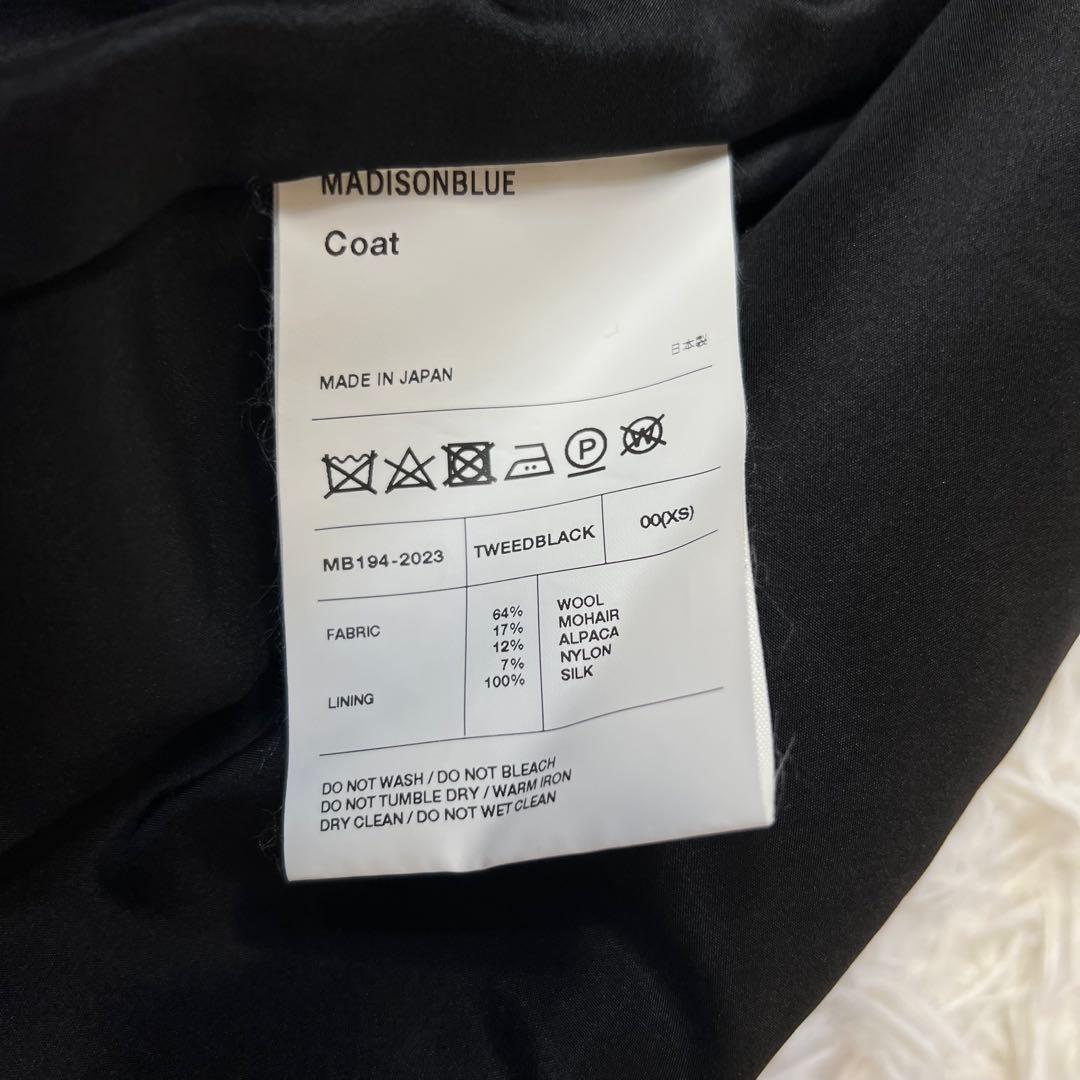 MADISONBLUE
Coat
日本製
MADE IN JAPAN
P W
MB194-2023 TWEEDBLACK 00(XS)
FABRIC 64% WOOL
17% MOHAIR
12% ALPACA
7% NYLON
LINING 100% SILK
DO NOT WASH / DO NOT BLEACH
DO NOT TUMBLE DRY / WARM IRON
DRY CLEAN / DO NOT WET CLEAN